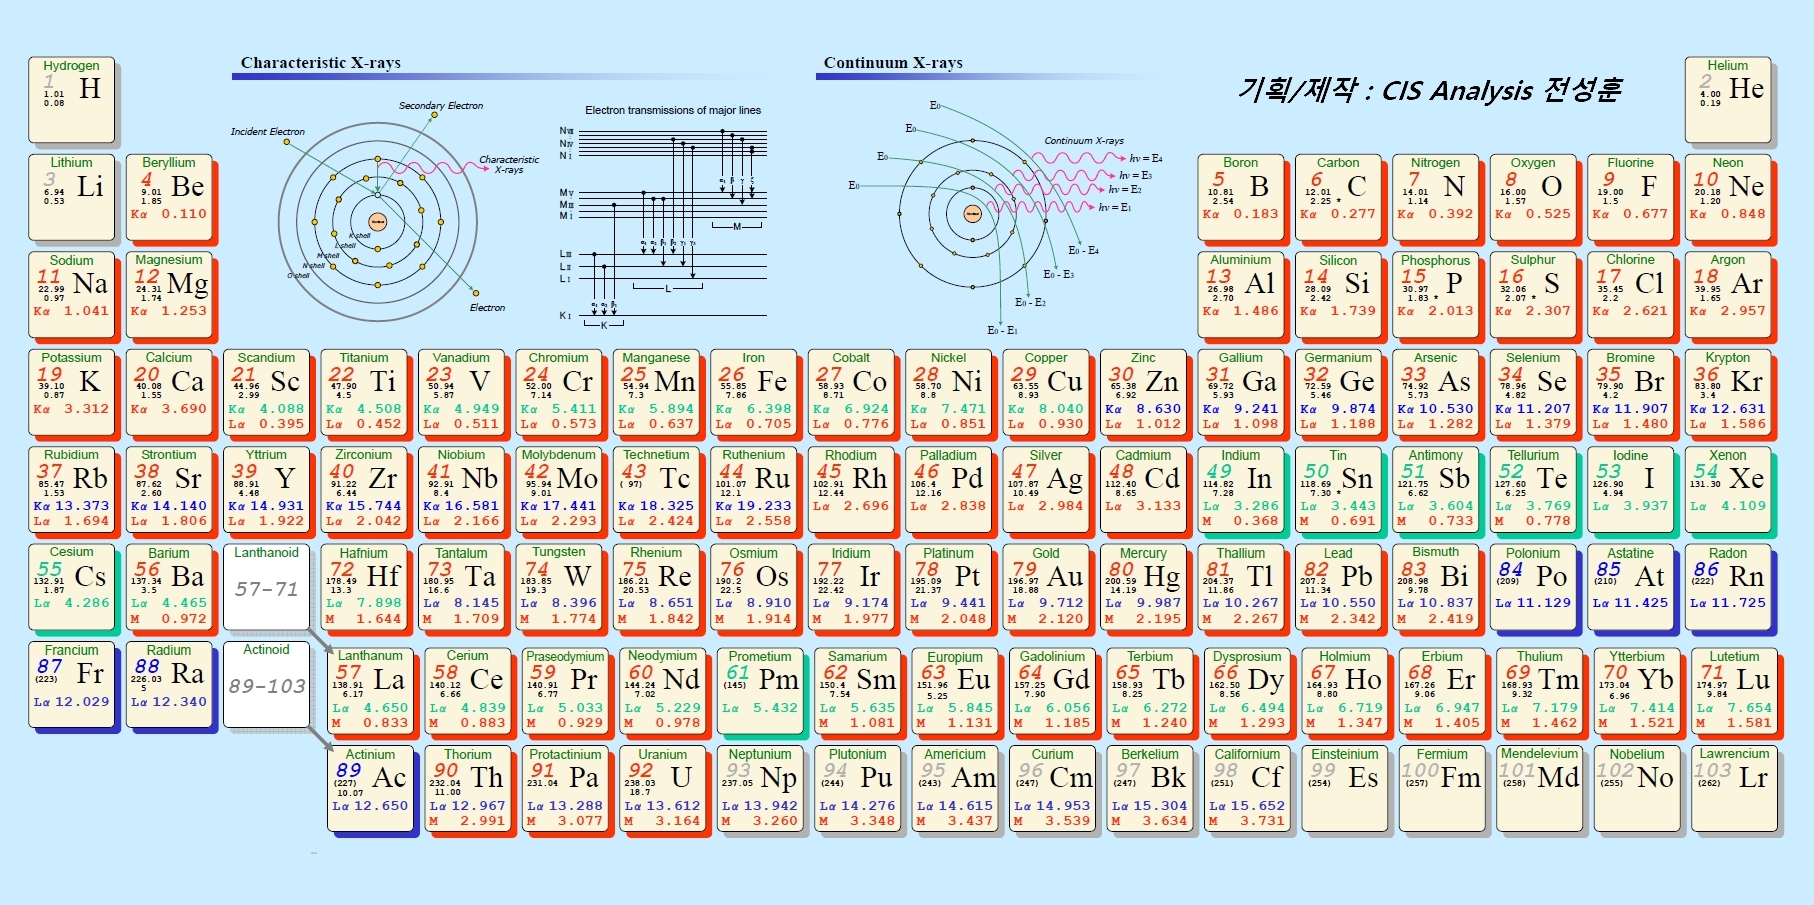 Characteristic X-rays
Continuum X-rays
기획/제작 : CIS Analysis 전성훈
Secondary Electron
Incident Electron
Characteristic
X-rays
K shell
L shell
M shell
N shell
O shell
Electron
Electron transmissions of major lines
NⅦ
NⅣ
NⅠ
MⅤ
MⅢ
MⅠ
M
LⅢ
LⅡ
LⅠ
L
KⅠ
K
E0
E0
E0
E0
Continuum X-rays
hν = E4
hν = E3
hν = E2
hν = E1
E0 - E4
E0 - E3
E0 - E2
E0 - E1
Hydrogen
1 H
1.01
0.08
Helium
2 He
4.00
0.19
Lithium
3 Li
6.94
0.53
Beryllium
4 Be
9.01
1.85
Kα 0.110
Boron
5 B
10.81
2.54
Kα 0.183
Carbon
6 C
12.01
2.25 *
Kα 0.277
Nitrogen
7 N
14.01
1.14
Kα 0.392
Oxygen
8 O
16.00
1.57
Kα 0.525
Fluorine
9 F
19.00
1.5
Kα 0.677
Neon
10 Ne
20.18
1.20
Kα 0.848
Sodium
11 Na
22.99
0.97
Kα 1.041
Magnesium
12 Mg
24.31
1.74
Kα 1.253
Aluminium
13 Al
26.98
2.70
Kα 1.486
Silicon
14 Si
28.09
2.42
Kα 1.739
Phosphorus
15 P
30.97
1.83 *
Kα 2.013
Sulphur
16 S
32.06
2.07 *
Kα 2.307
Chlorine
17 Cl
35.45
2.2
Kα 2.621
Argon
18 Ar
39.95
1.65
Kα 2.957
Potassium
19 K
39.10
0.87
Kα 3.312
Calcium
20 Ca
40.08
1.55
Kα 3.690
Scandium
21 Sc
44.96
2.99
Kα 4.088
Lα 0.395
Titanium
22 Ti
47.90
4.5
Kα 4.508
Lα 0.452
Vanadium
23 V
50.94
5.87
Kα 4.949
Lα 0.511
Chromium
24 Cr
52.00
7.14
Kα 5.411
Lα 0.573
Manganese
25 Mn
54.94
7.3
Kα 5.894
Lα 0.637
Iron
26 Fe
55.85
7.86
Kα 6.398
Lα 0.705
Cobalt
27 Co
58.93
8.71
Kα 6.924
Lα 0.776
Nickel
28 Ni
58.70
8.8
Kα 7.471
Lα 0.851
Copper
29 Cu
63.55
8.93
Kα 8.040
Lα 0.930
Zinc
30 Zn
65.38
6.92
Kα 8.630
Lα 1.012
Gallium
31 Ga
69.72
5.93
Kα 9.241
Lα 1.098
Germanium
32 Ge
72.59
5.46
Kα 9.874
Lα 1.188
Arsenic
33 As
74.92
5.73
Kα 10.530
Lα 1.282
Selenium
34 Se
78.96
4.82
Kα 11.207
Lα 1.379
Bromine
35 Br
79.90
4.2
Kα 11.907
Lα 1.480
Krypton
36 Kr
83.80
3.4
Kα 12.631
Lα 1.586
Rubidium
37 Rb
85.47
1.53
Kα 13.373
Lα 1.694
Strontium
38 Sr
87.62
2.60
Kα 14.140
Lα 1.806
Yttrium
39 Y
88.91
4.48
Kα 14.931
Lα 1.922
Zirconium
40 Zr
91.22
6.44
Kα 15.744
Lα 2.042
Niobium
41 Nb
92.91
8.4
Kα 16.581
Lα 2.166
Molybdenum
42 Mo
95.94
9.01
Kα 17.441
Lα 2.293
Technetium
43 Tc
( 97)
Kα 18.325
Lα 2.424
Ruthenium
44 Ru
101.07
12.1
Kα 19.233
Lα 2.558
Rhodium
45 Rh
102.91
12.44
Lα 2.696
Palladium
46 Pd
106.4
12.16
Lα 2.838
Silver
47 Ag
107.87
10.49
Lα 2.984
Cadmium
48 Cd
112.40
8.65
Lα 3.133
Indium
49 In
114.82
7.28
Lα 3.286
M 0.368
Tin
50 Sn
118.69
7.30 *
Lα 3.443
M 0.691
Antimony
51 Sb
121.75
6.62
Lα 3.604
M 0.733
Tellurium
52 Te
127.60
6.25
Lα 3.769
M 0.778
Iodine
53 I
126.90
4.94
Lα 3.937
Xenon
54 Xe
131.30
Lα 4.109
Cesium
55 Cs
132.91
1.87
Lα 4.286
Barium
56 Ba
137.34
3.5
Lα 4.465
M 0.972
Lanthanoid
57-71
Hafnium
72 Hf
178.49
13.3
Lα 7.898
M 1.644
Tantalum
73 Ta
180.95
16.6
Lα 8.145
M 1.709
Tungsten
74 W
183.85
19.3
Lα 8.396
M 1.774
Rhenium
75 Re
186.21
20.53
Lα 8.651
M 1.842
Osmium
76 Os
190.2
22.5
Lα 8.910
M 1.914
Iridium
77 Ir
192.22
22.42
Lα 9.174
M 1.977
Platinum
78 Pt
195.09
21.37
Lα 9.441
M 2.048
Gold
79 Au
196.97
18.88
Lα 9.712
M 2.120
Mercury
80 Hg
200.59
14.19
Lα 9.987
M 2.195
Thallium
81 Tl
204.37
11.86
Lα 10.267
M 2.267
Lead
82 Pb
207.2
11.34
Lα 10.550
M 2.342
Bismuth
83 Bi
208.98
9.78
Lα 10.837
M 2.419
Polonium
84 Po
(209)
Lα 11.129
Astatine
85 At
(210)
Lα 11.425
Radon
86 Rn
(222)
Lα 11.725
Francium
87 Fr
(223)
Lα 12.029
Radium
88 Ra
226.03
5
Lα 12.340
Actinoid
89-103
Lanthanum
57 La
138.91
6.17
Lα 4.650
M 0.833
Cerium
58 Ce
140.12
6.66
Lα 4.839
M 0.883
Praseodymium
59 Pr
140.91
6.77
Lα 5.033
M 0.929
Neodymium
60 Nd
144.24
7.02
Lα 5.229
M 0.978
Prometium
61 Pm
(145)
Lα 5.432
Samarium
62 Sm
150.4
7.54
Lα 5.635
M 1.081
Europium
63 Eu
151.96
5.25
Lα 5.845
M 1.131
Gadolinium
64 Gd
157.25
7.90
Lα 6.056
M 1.185
Terbium
65 Tb
158.93
8.25
Lα 6.272
M 1.240
Dysprosium
66 Dy
162.50
8.56
Lα 6.494
M 1.293
Holmium
67 Ho
164.93
8.80
Lα 6.719
M 1.347
Erbium
68 Er
167.26
9.06
Lα 6.947
M 1.405
Thulium
69 Tm
168.93
9.32
Lα 7.179
M 1.462
Ytterbium
70 Yb
173.04
6.96
Lα 7.414
M 1.521
Lutetium
71 Lu
174.97
9.84
Lα 7.654
M 1.581
Actinium
89 Ac
(227)
10.07
Lα 12.650
Thorium
90 Th
232.04
11.00
Lα 12.967
M 2.991
Protactinium
91 Pa
231.04
Lα 13.288
M 3.077
Uranium
92 U
238.03
18.7
Lα 13.612
M 3.164
Neptunium
93 Np
237.05
Lα 13.942
M 3.260
Plutonium
94 Pu
(244)
Lα 14.276
M 3.348
Americium
95 Am
(243)
Lα 14.615
M 3.437
Curium
96 Cm
(247)
Lα 14.953
M 3.539
Berkelium
97 Bk
(247)
Lα 15.304
M 3.634
Californium
98 Cf
(251)
Lα 15.652
M 3.731
Einsteinium
99 Es
(254)
Fermium
100 Fm
(257)
Mendelevium
101 Md
(258)
Nobelium
102 No
(255)
Lawrencium
103 Lr
(262)